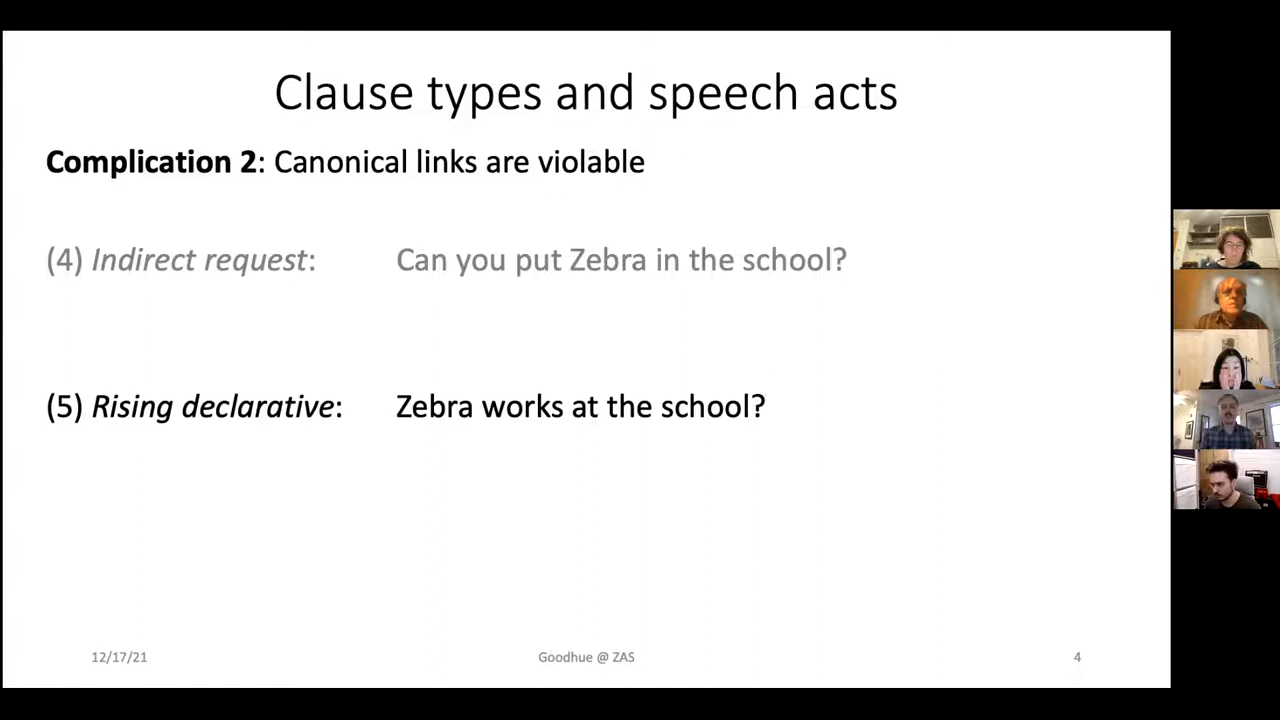 Clause types and speech acts
Complication 2: Canonical links are violable
(4) Indirect request: Can you put Zebra in the school?
(5) Rising declarative: Zebra works at the school?
12/17/21 Goodhue @ ZAS 4